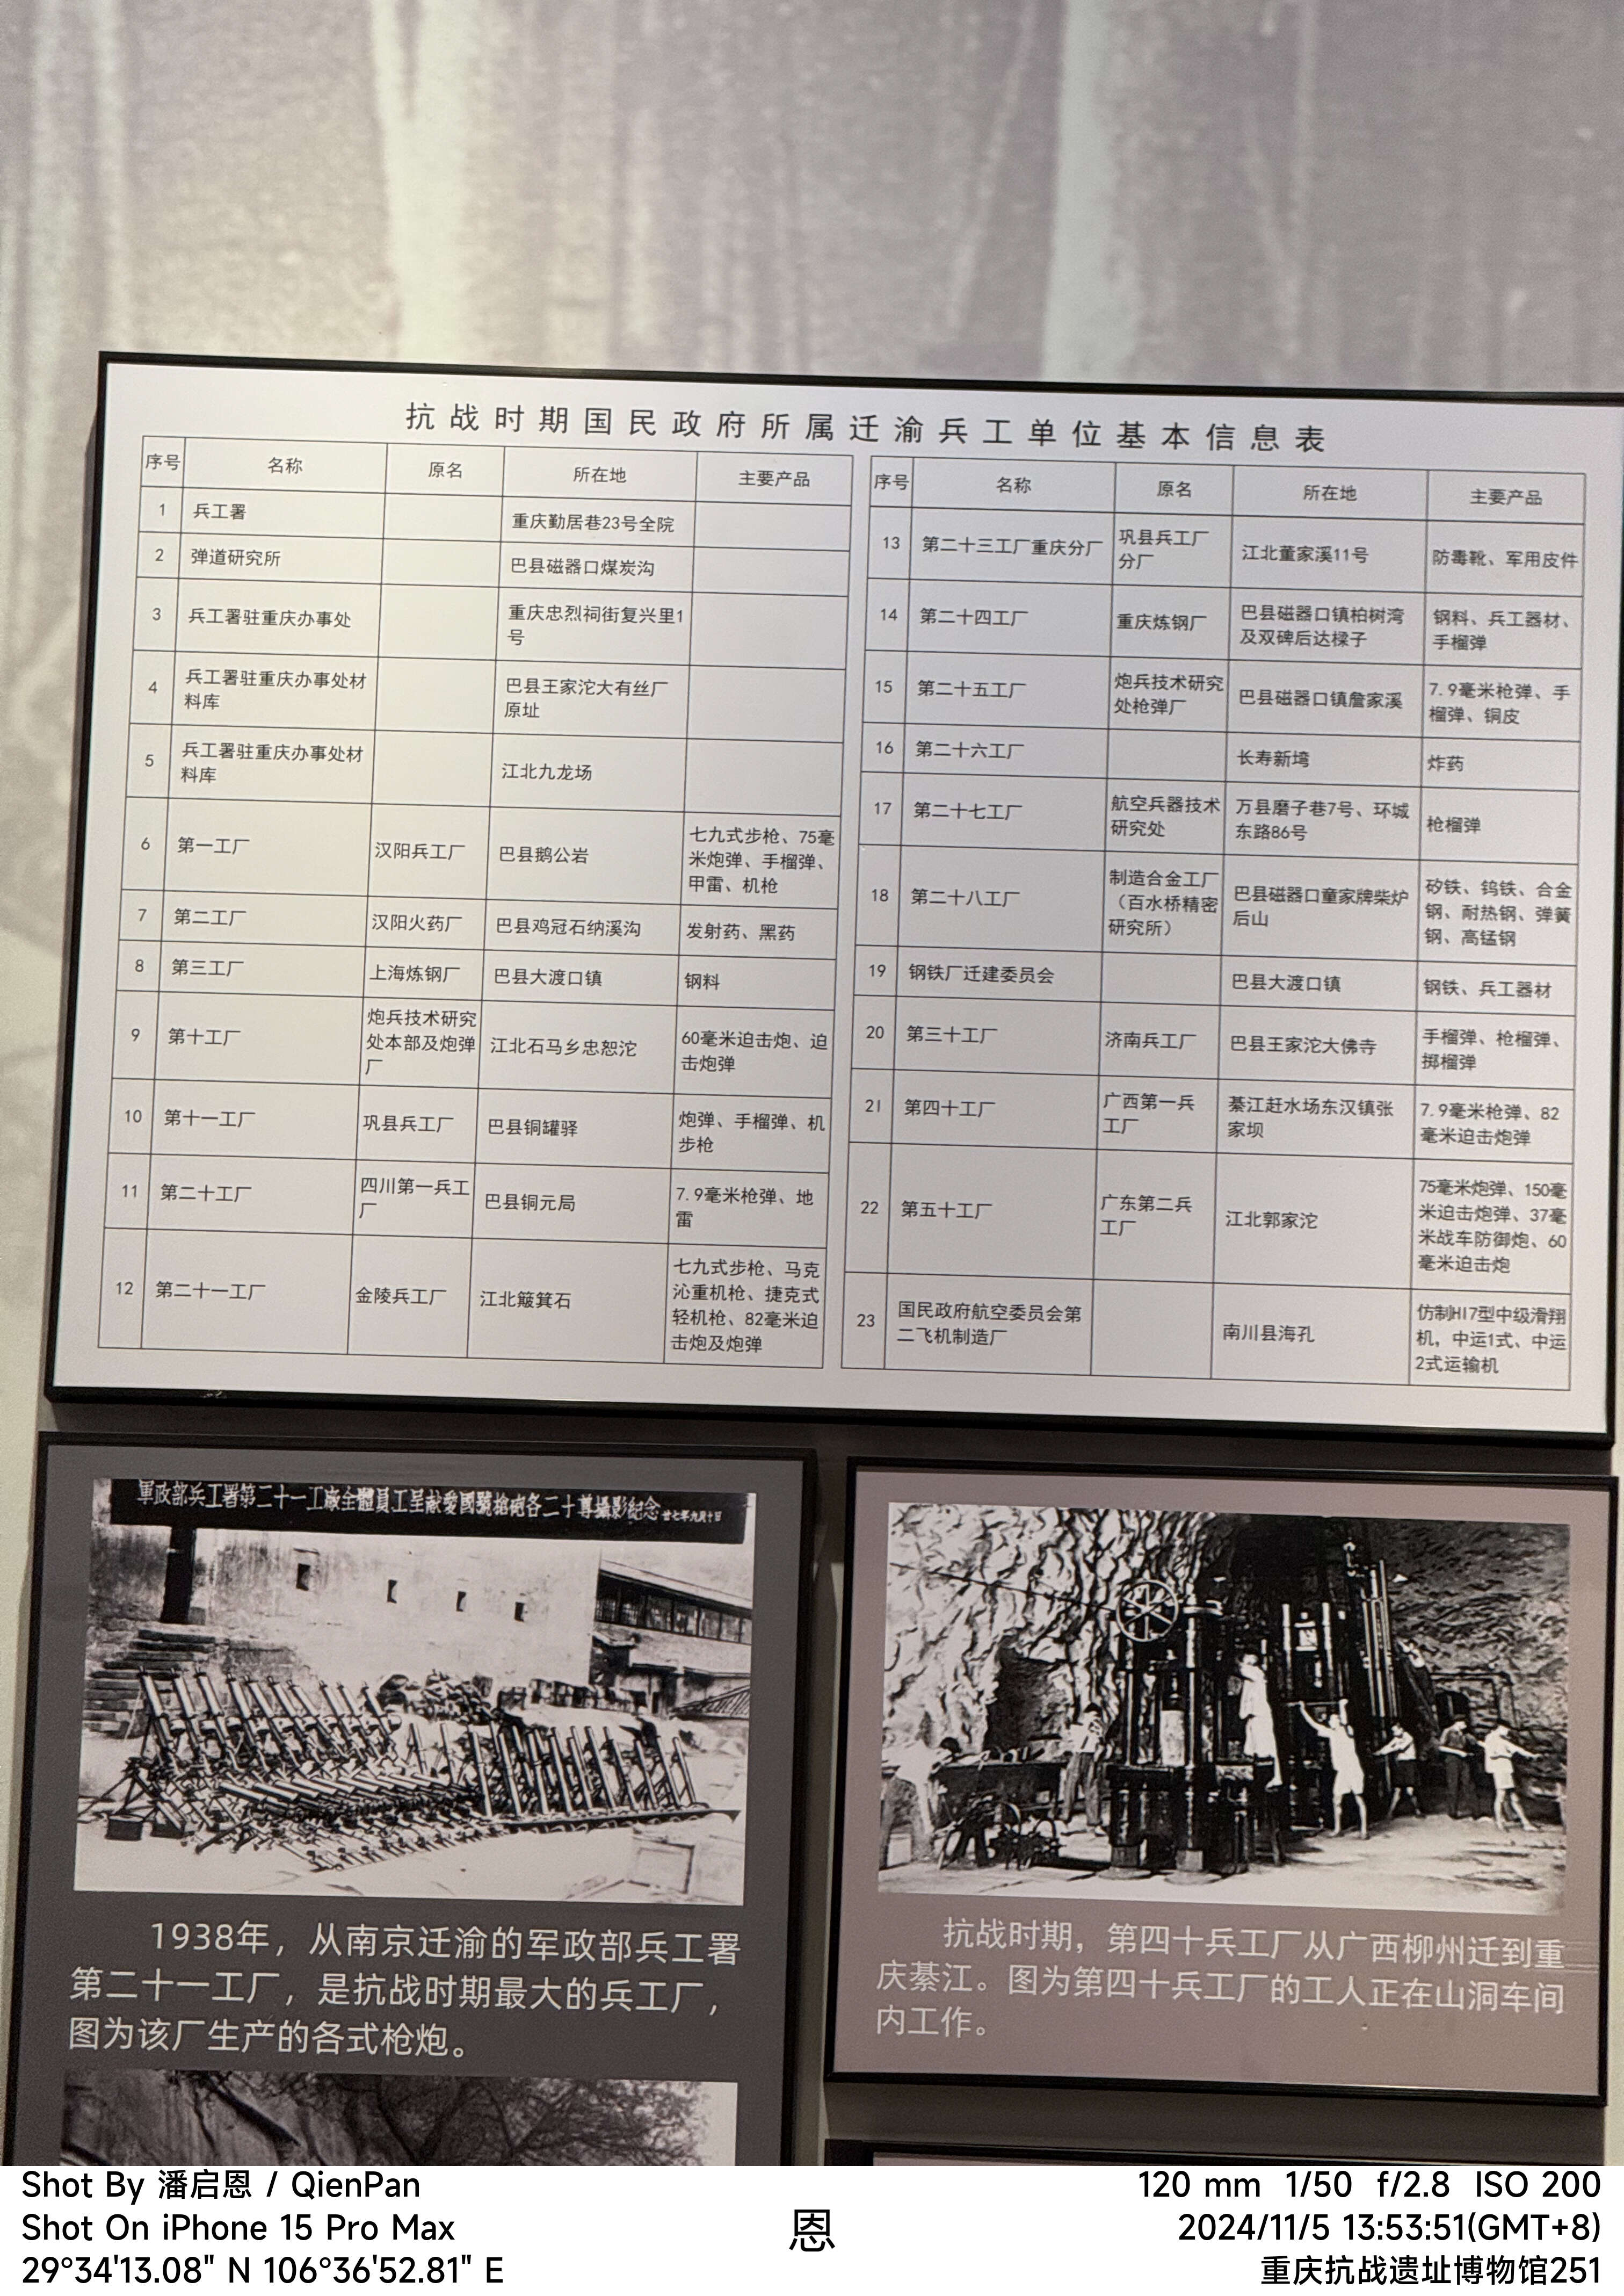 抗战时期国民政府所属迁渝兵工单位基本信息表
序号 名称 原名 所在地 主要产品
1 兵工署 重庆勤居巷23号全院
2 弹道研究所 巴县磁器口煤炭沟
3 兵工署驻重庆办事处 重庆忠烈祠街复兴里1号
4 兵工署驻重庆办事处材料库 巴县王家沱大有丝厂原址
5 兵工署驻重庆办事处材料库 江北九龙场
6 第一工厂 汉阳兵工厂 巴县鹅公岩 七九式步枪、75毫米炮弹、手榴弹、甲雷、机枪
7 第二工厂 汉阳火药厂 巴县鸡冠石纳溪沟 发射药、黑药
8 第三工厂 上海炼钢厂 巴县大渡口镇 钢料
9 第十工厂 炮兵技术研究处本部及炮弹厂 江北石马乡忠恕沱 60毫米迫击炮、迫击炮弹
10 第十一工厂 巩县兵工厂 巴县铜罐驿 炮弹、手榴弹、机步枪
11 第二十工厂 四川第一兵工厂 巴县铜元局 7.9毫米枪弹、地雷
12 第二十一工厂 金陵兵工厂 江北簸箕石 七九式步枪、马克沁重机枪、捷克式轻机枪、82毫米迫击炮及炮弹
序号 名称 原名 所在地 主要产品
13 第二十三工厂重庆分厂 巩县兵工厂分厂 江北董家溪11号 防毒靴、军用皮件
14 第二十四工厂 重庆炼钢厂 巴县磁器口镇柏树湾及双碑后达樑子 钢料、兵工器材、手榴弹
15 第二十五工厂 炮兵技术研究处枪弹厂 巴县磁器口镇詹家溪 7.9毫米枪弹、手榴弹、铜皮
16 第二十六工厂 长寿新塆 炸药
17 第二十七工厂 航空兵器技术研究处 万县磨子巷7号、环城东路86号 枪榴弹
18 第二十八工厂 制造合金工厂（百水桥精密研究所） 巴县磁器口童家牌柴炉后山 矽铁、钨铁、合金钢、耐热钢、弹簧钢、高锰钢
19 钢铁厂迁建委员会 巴县大渡口镇 钢铁、兵工器材
20 第三十工厂 济南兵工厂 巴县王家沱大佛寺 手榴弹、枪榴弹、掷榴弹
21 第四十工厂 广西第一兵工厂 綦江赶水场东汉镇张家坝 7.9毫米枪弹、82毫米迫击炮弹
22 第五十工厂 广东第二兵工厂 江北郭家沱 75毫米炮弹、150毫米迫击炮弹、37毫米战车防御炮、60毫米迫击炮
23 国民政府航空委员会第二飞机制造厂 南川县海孔 仿制H17型中级滑翔机，中运1式、中运2式运输机
軍政部兵工署第二十一工廠全體員工呈献愛國號槍砲各二十尊攝影紀念 廿七年九月十日
1938年，从南京迁渝的军政部兵工署
第二十一工厂，是抗战时期最大的兵工厂，
图为该厂生产的各式枪炮。
抗战时期，第四十兵工厂从广西柳州迁到重
庆綦江。图为第四十兵工厂的工人正在山洞车间
内工作。
Shot By 潘启恩 / QienPan
Shot On iPhone 15 Pro Max
29°34'13.08" N 106°36'52.81" E
恩
120 mm 1/50 f/2.8 ISO 200
2024/11/5 13:53:51(GMT+8)
重庆抗战遗址博物馆251